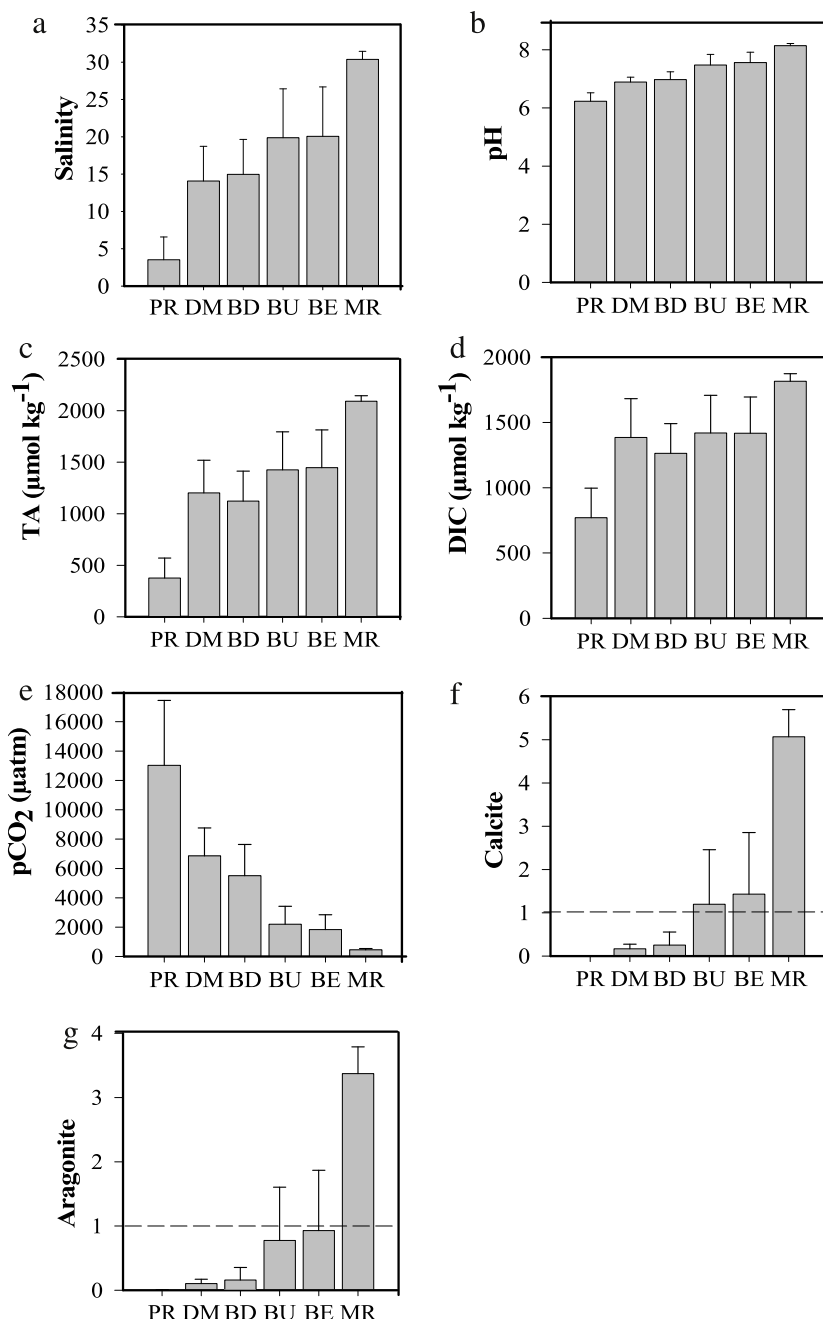 a
Salinity
35
30
25
20
15
10
5
0
PR DM BD BU BE MR
b
pH
8
6
4
2
0
PR DM BD BU BE MR
c
TA (µmol kg-1)
2500
2000
1500
1000
500
0
PR DM BD BU BE MR
d
DIC (µmol kg-1)
2000
1500
1000
500
0
PR DM BD BU BE MR
e
pCO2 (µatm)
18000
16000
14000
12000
10000
8000
6000
4000
2000
0
PR DM BD BU BE MR
f
Calcite
6
5
4
3
2
1
0
PR DM BD BU BE MR
g
Aragonite
4
3
2
1
0
PR DM BD BU BE MR